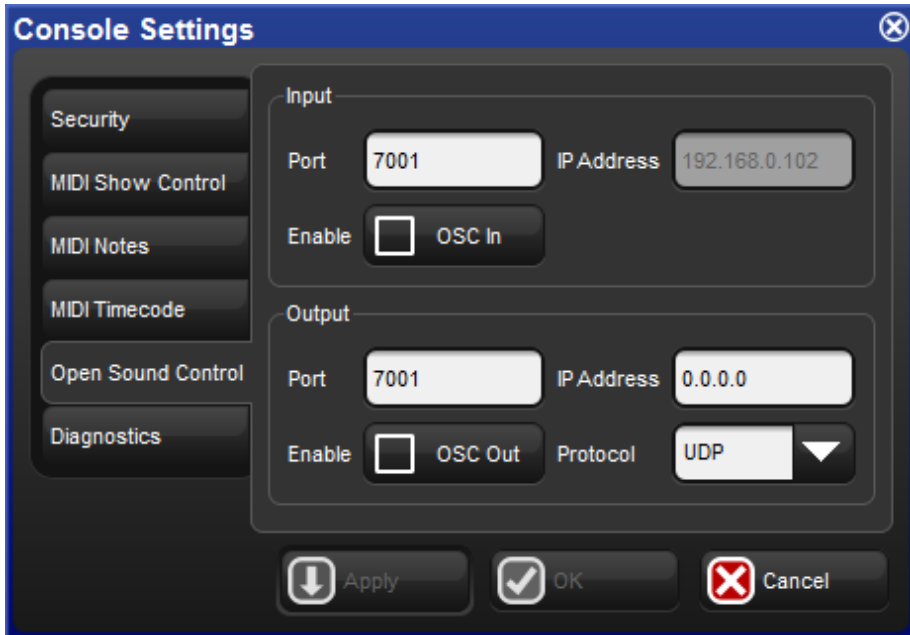 Console Settings
Security
MIDI Show Control
MIDI Notes
MIDI Timecode
Open Sound Control
Diagnostics
Input
Port 7001 IP Address 192.168.0.102
Enable OSC In
Output
Port 7001 IP Address 0.0.0.0
Enable OSC Out Protocol UDP
Apply OK Cancel